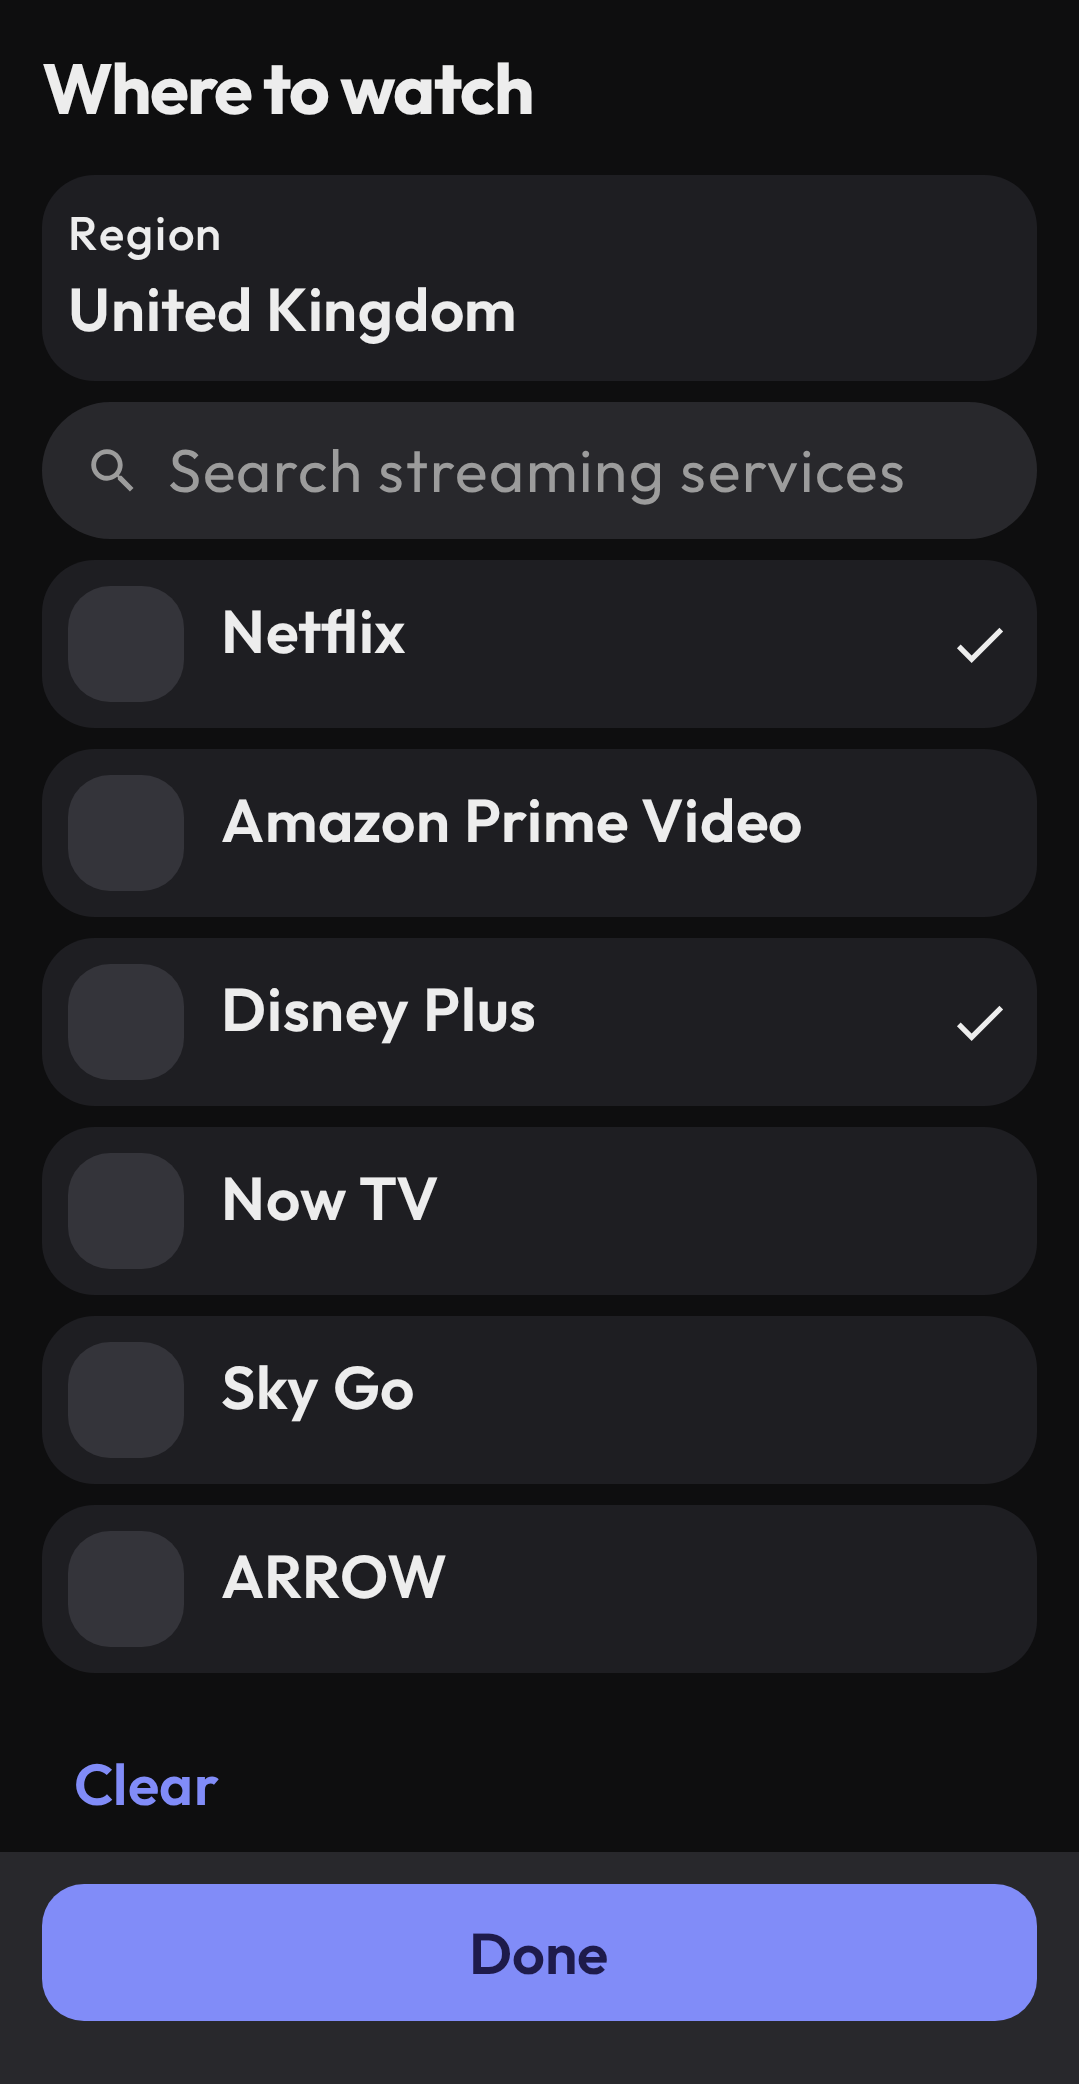 Where to watch
Region
United Kingdom
Search streaming services
Netflix
Amazon Prime Video
Disney Plus
Now TV
Sky Go
ARROW
Clear
Done